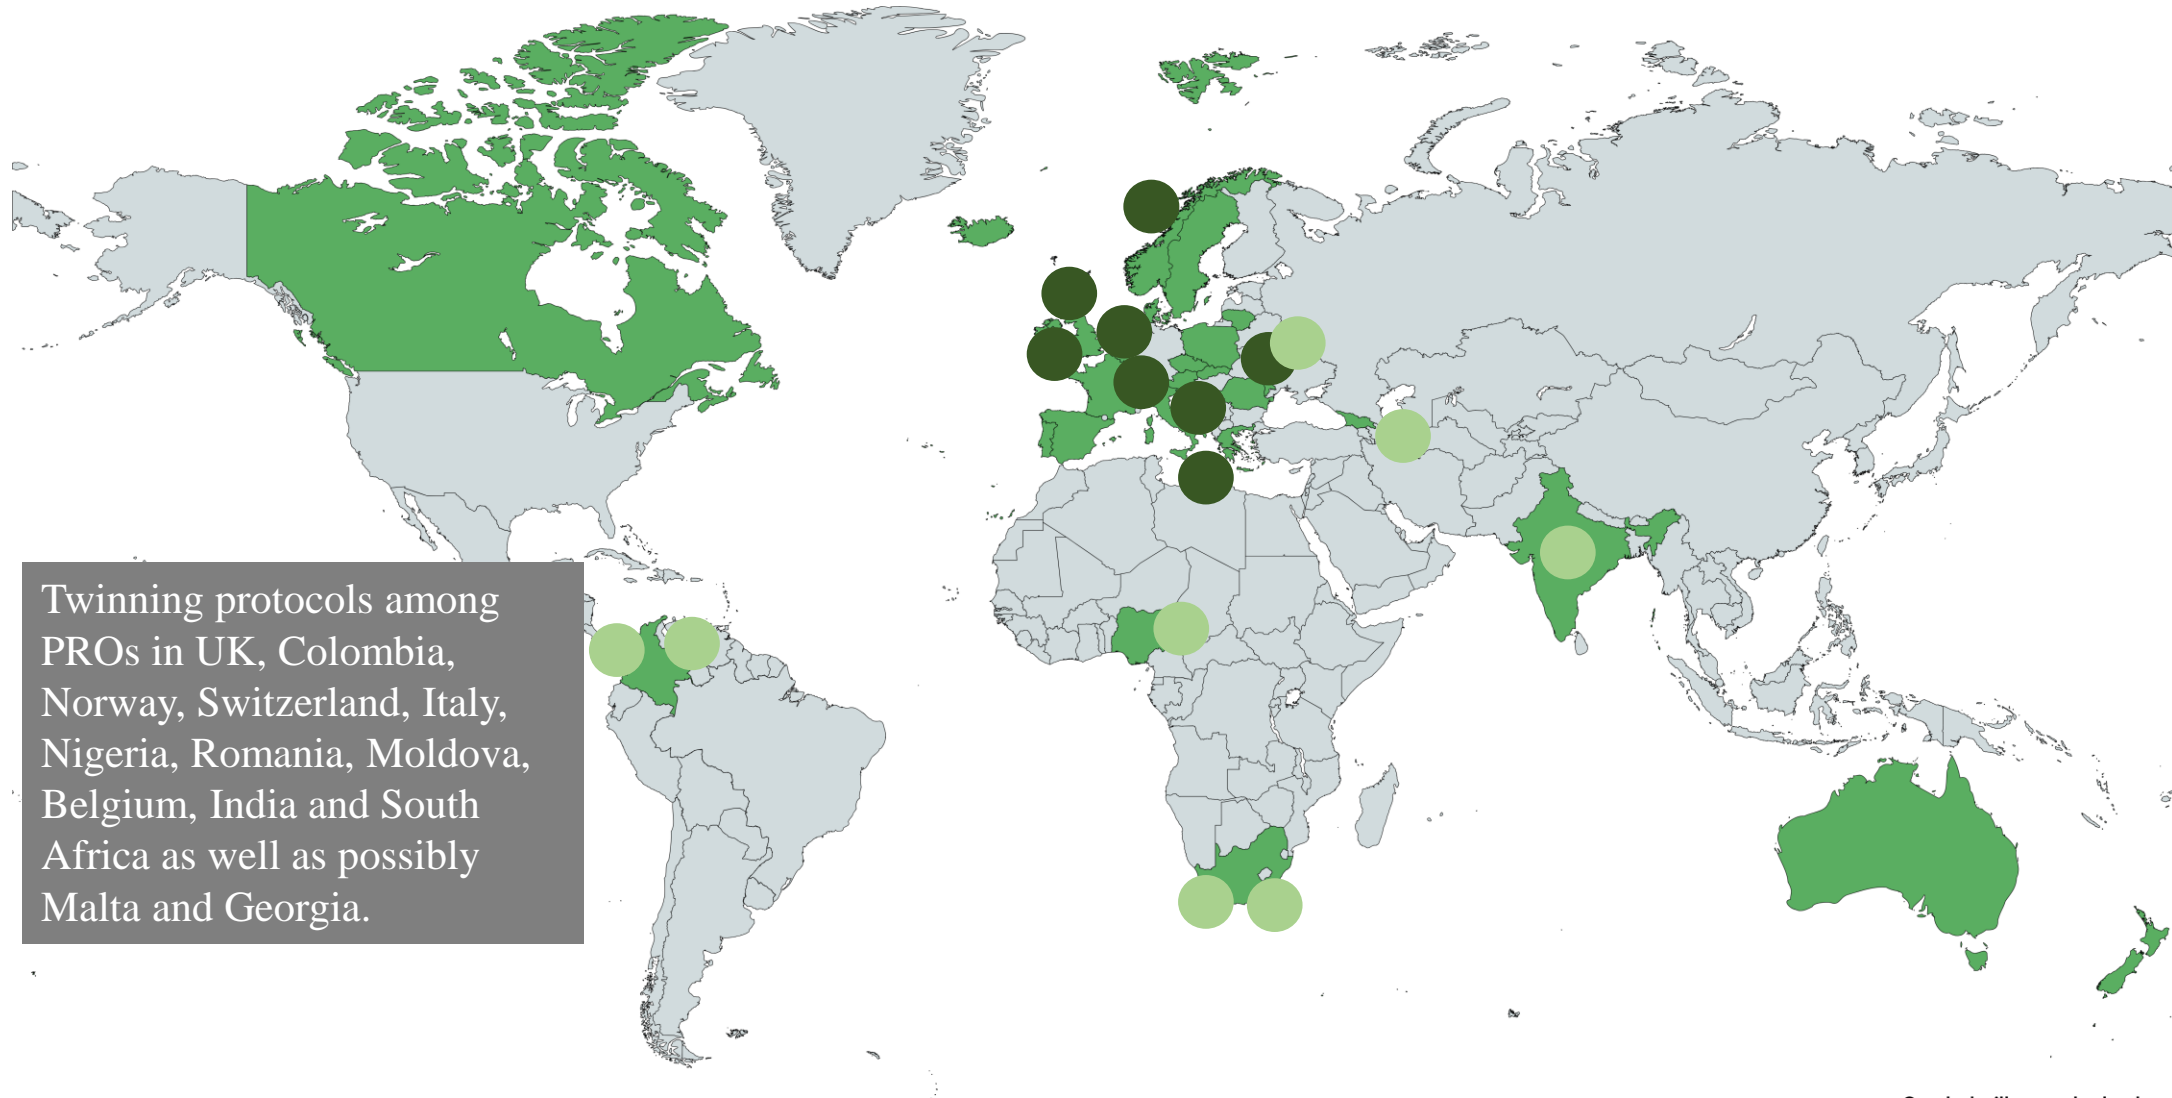 Twinning protocols among
PROs in UK, Colombia,
Norway, Switzerland, Italy,
Nigeria, Romania, Moldova,
Belgium, India and South
Africa as well as possibly
Malta and Georgia.